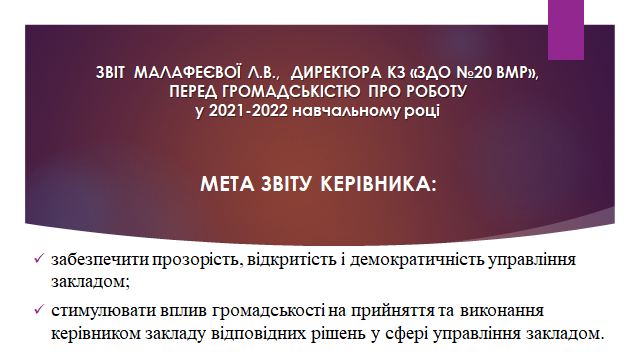 ЗВІТ МАЛАФЕЄВОЇ Л.В., ДИРЕКТОРА КЗ «ЗДО №20 ВМР»,
ПЕРЕД ГРОМАДСЬКІСТЮ ПРО РОБОТУ
у 2021-2022 навчальному році
МЕТА ЗВІТУ КЕРІВНИКА:
✓ забезпечити прозорість, відкритість і демократичність управління
закладом;
✓ стимулювати вплив громадськості на прийняття та виконання
керівником закладу відповідних рішень у сфері управління закладом.